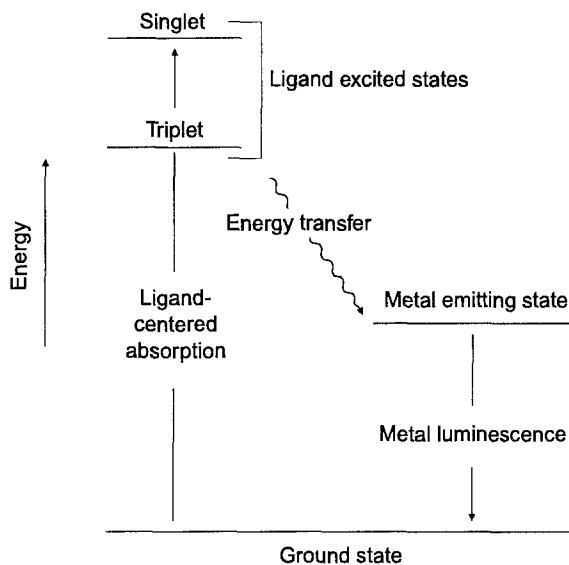 Singlet
Ligand excited states
Triplet
Energy
Energy transfer
Ligand-
centered
absorption
Metal emitting state
Metal luminescence
Ground state